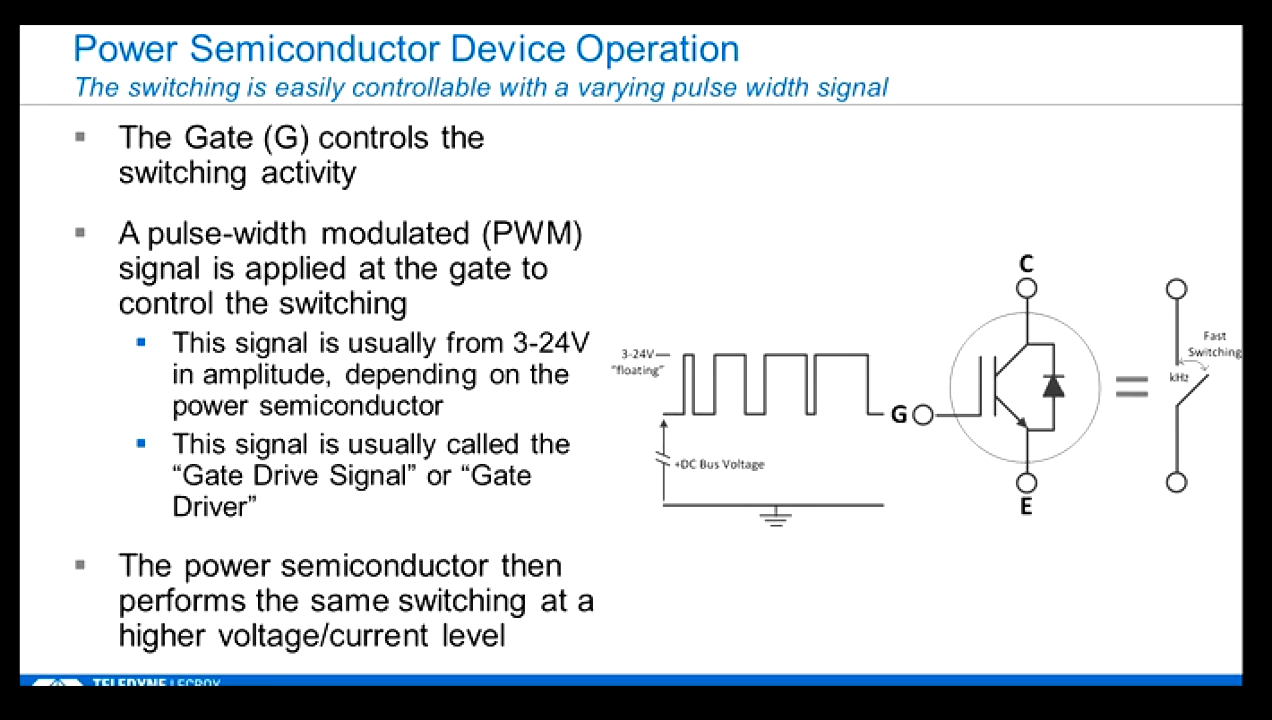 Power Semiconductor Device Operation
The switching is easily controllable with a varying pulse width signal
The Gate (G) controls the
switching activity
A pulse-width modulated (PWM)
signal is applied at the gate to
control the switching
This signal is usually from 3-24V
in amplitude, depending on the
power semiconductor
This signal is usually called the
“Gate Drive Signal” or “Gate
Driver”
The power semiconductor then
performs the same switching at a
higher voltage/current level
3-24V
"floating"
+DC Bus Voltage
G
C
E
Fast
Switching
kHz
TELEDYNE LECROY